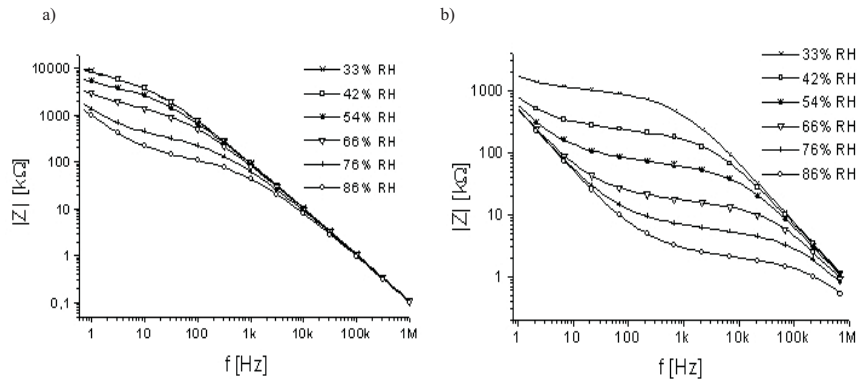 a)
10000
1000
100
10
1
0,1
|Z| [kΩ]
1
10
100
1k
10k
100k
1M
f [Hz]
33% RH
42% RH
54% RH
66% RH
76% RH
86% RH
b)
1000
100
10
1
|Z| [kΩ]
1
10
100
1k
10k
100k
1M
f [Hz]
33% RH
42% RH
54% RH
66% RH
76% RH
86% RH